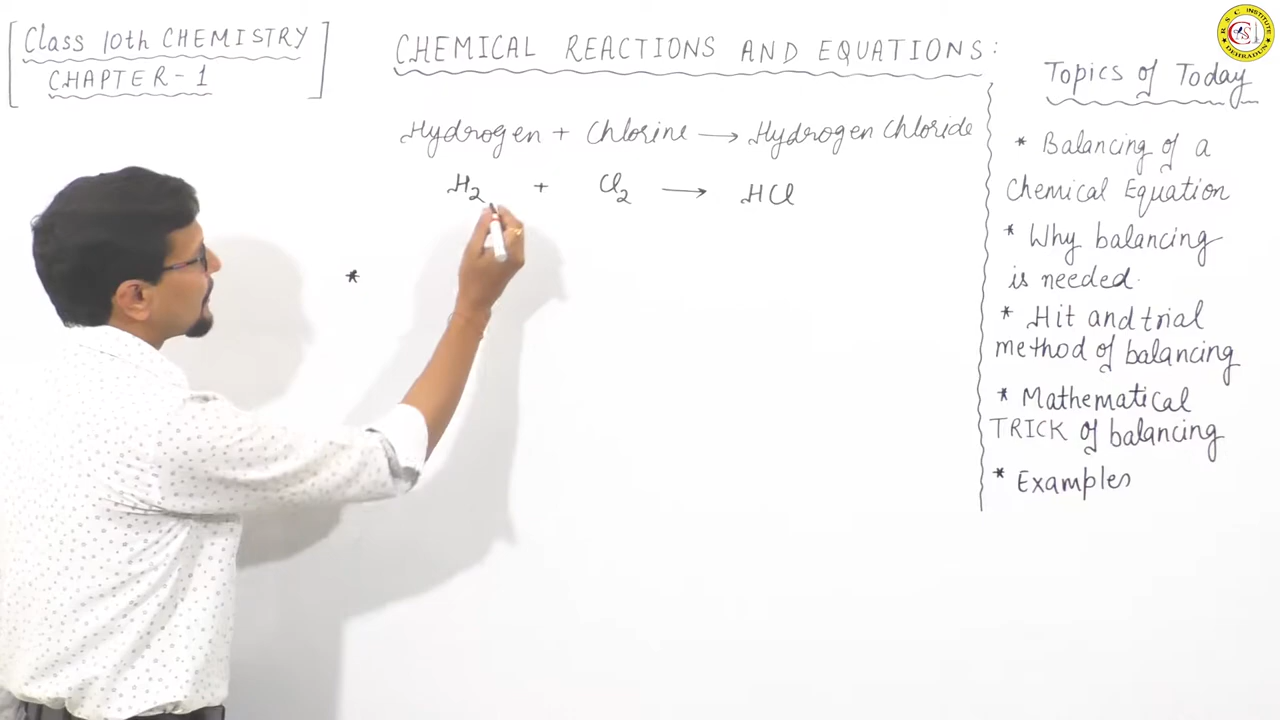 Class 10th CHEMISTRY
CHAPTER-1
CHEMICAL REACTIONS AND EQUATIONS:
Hydrogen + Chlorine → Hydrogen Chloride
H2 + Cl2 → HCl
*
Topics of Today
* Balancing of a
Chemical Equation
* Why balancing
is needed.
* Hit and trial
method of balancing
* Mathematical
TRICK of balancing
* Examples
R S C INSTITUTE
DEHRADUN